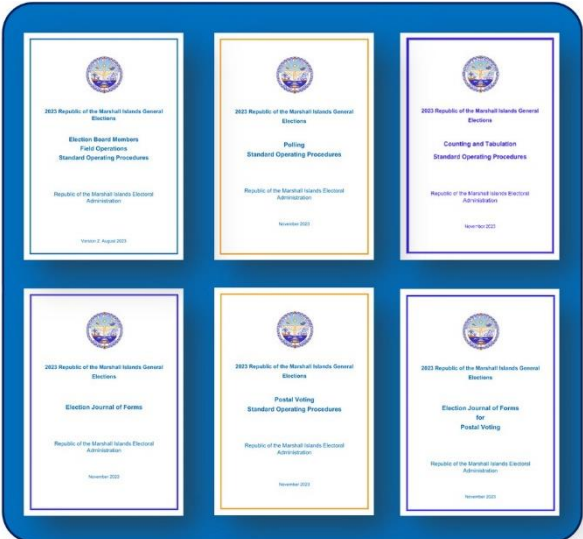 2023 Republic of the Marshall Islands General
Elections
Election Board Members
Field Operations
Standard Operating Procedures
Republic of the Marshall Islands Electoral
Administration
Version 2, August 2023
2023 Republic of the Marshall Islands General
Elections
Polling
Standard Operating Procedures
Republic of the Marshall Islands Electoral
Administration
November 2023
2023 Republic of the Marshall Islands General
Elections
Counting and Tabulation
Standard Operating Procedures
Republic of the Marshall Islands Electoral
Administration
November 2023
2023 Republic of the Marshall Islands General
Elections
Election Journal of Forms
Republic of the Marshall Islands Electoral
Administration
November 2023
2023 Republic of the Marshall Islands General
Elections
Postal Voting
Standard Operating Procedures
Republic of the Marshall Islands Electoral
Administration
November 2023
2023 Republic of the Marshall Islands General
Elections
Election Journal of Forms
for
Postal Voting
Republic of the Marshall Islands Electoral
Administration
November 2023